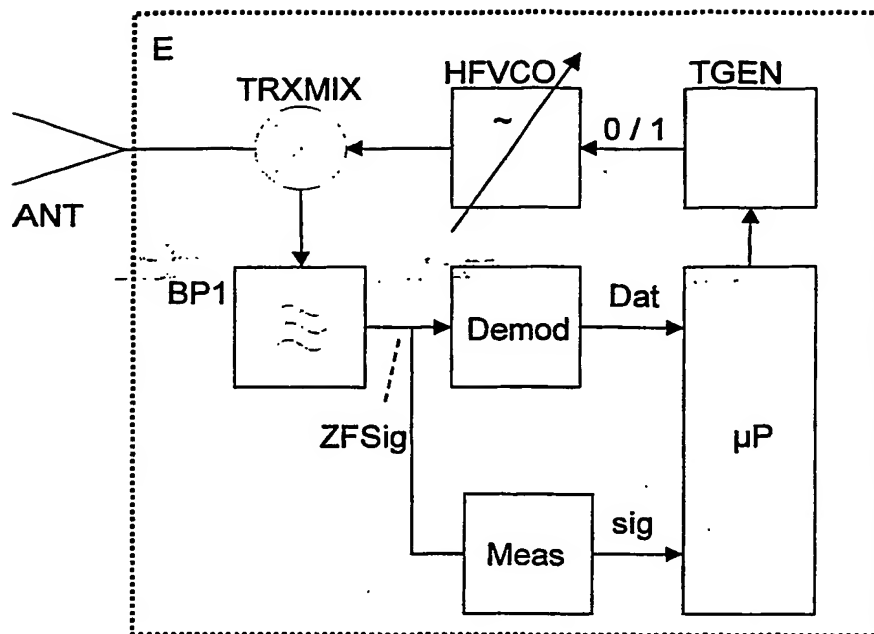 E
TRXMIX
HFVCO
TGEN
~
0 / 1
ANT
BP1
Demod
Dat
ZFSig
µP
Meas
sig